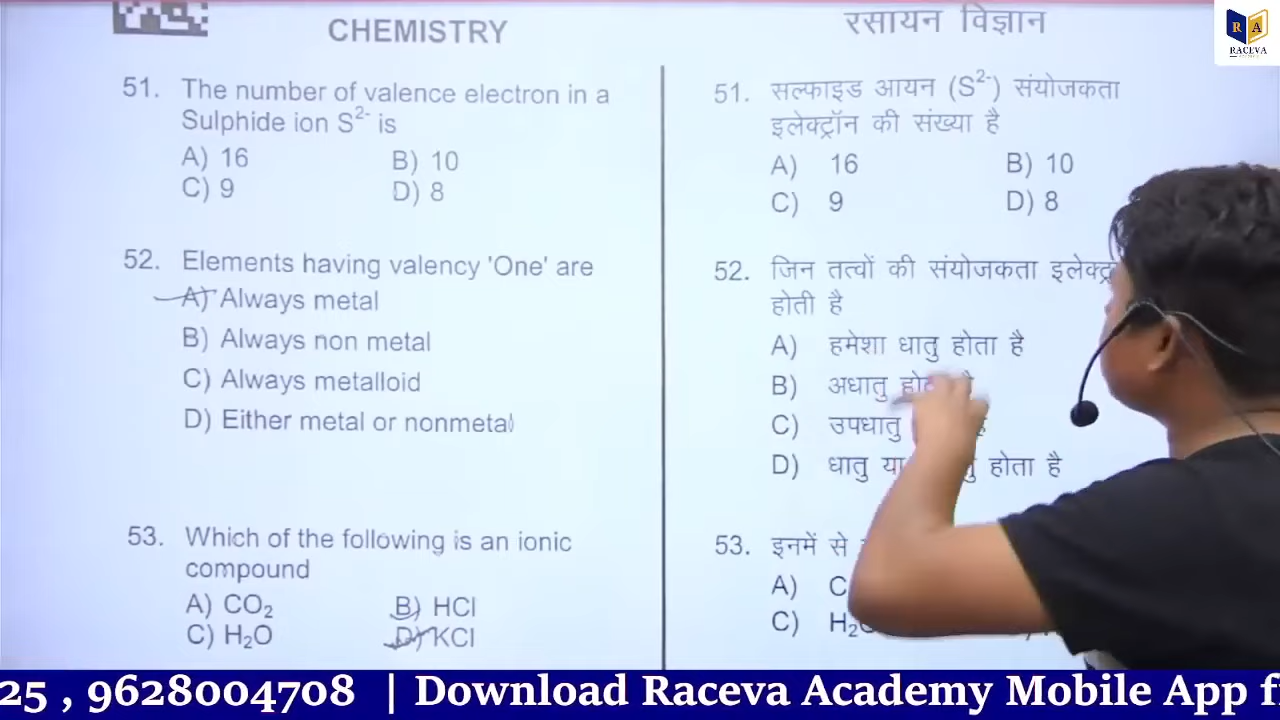 CHEMISTRY
51. The number of valence electron in a
Sulphide ion S²⁻ is
A) 16 B) 10
C) 9 D) 8
52. Elements having valency 'One' are
A) Always metal
B) Always non metal
C) Always metalloid
D) Either metal or nonmetal
53. Which of the following is an ionic
compound
A) CO₂ B) HCl
C) H₂O D) KCl
रसायन विज्ञान
51. सल्फाइड आयन (S²⁻) संयोजकता
इलेक्ट्रॉन की संख्या है
A) 16 B) 10
C) 9 D) 8
52. जिन तत्वों की संयोजकता
होती है
A) हमेशा धातु होता है
B) अधातु
C) उपधातु
D) धातु होता है
53. इनमें से
A)
C)
R A
RACEVA
25 , 9628004708 | Download Raceva Academy Mobile App